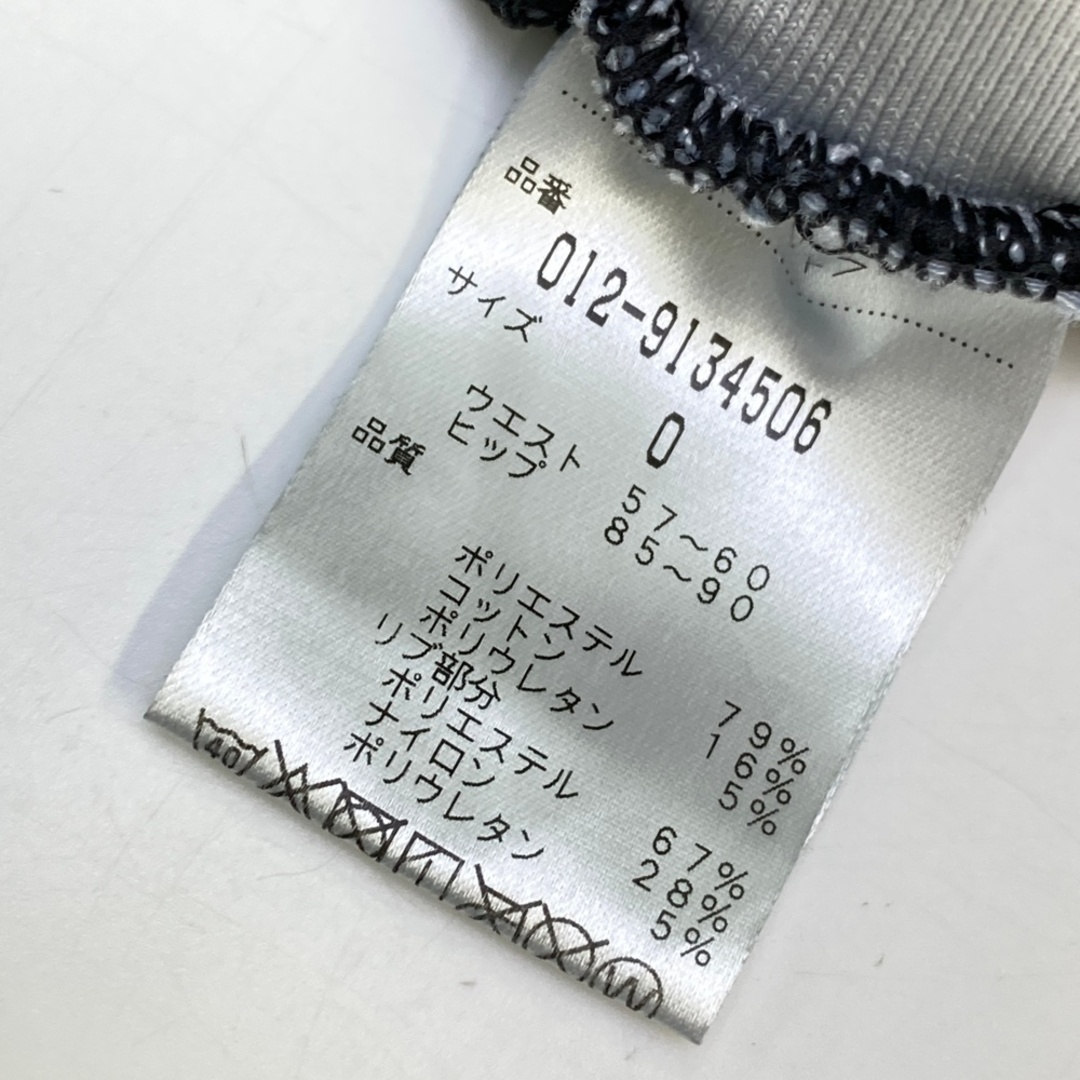 品番
012-9134506
サイズ
0
ウエスト 57～60
ヒップ 85～90
品質
ポリエステル 79%
コットン 16%
ポリウレタン 5%
リブ部分
ポリエステル 67%
ナイロン 28%
ポリウレタン 5%
40
W